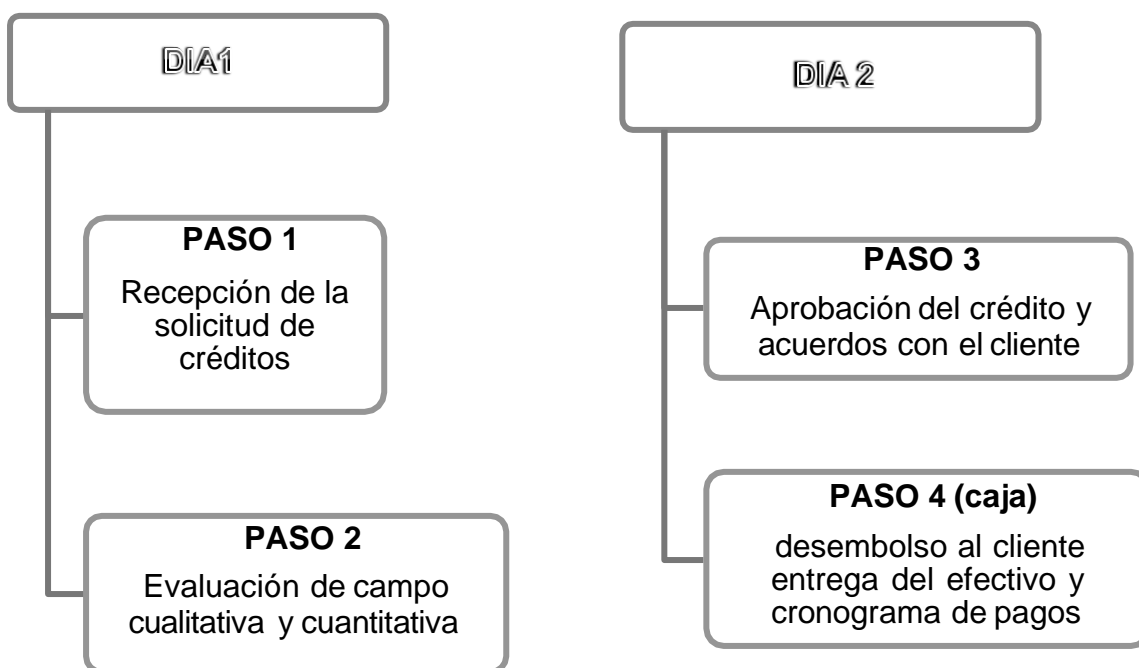 DIA1
PASO 1
Recepción de la
solicitud de
créditos
PASO 2
Evaluación de campo
cualitativa y cuantitativa
DIA 2
PASO 3
Aprobación del crédito y
acuerdos con el cliente
PASO 4 (caja)
desembolso al cliente
entrega del efectivo y
cronograma de pagos